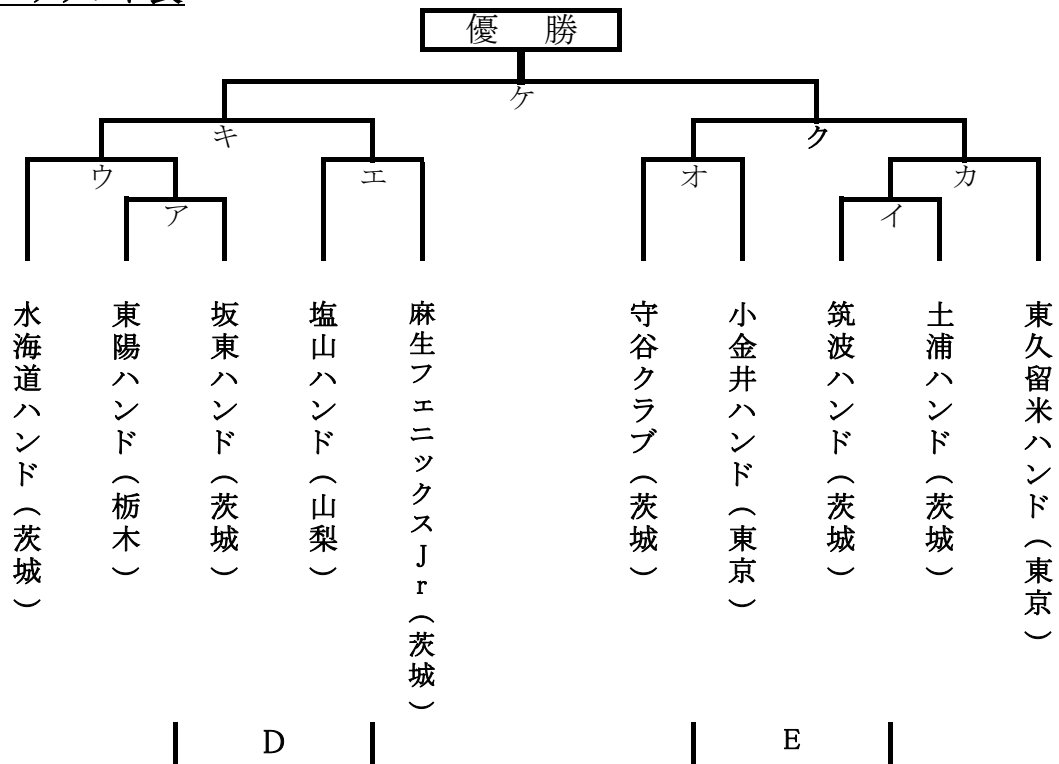 優　勝
ケ
キ
ク
ウ
エ
オ
カ
ア
イ
水海道ハンド（茨城）
東陽ハンド（栃木）
坂東ハンド（茨城）
塩山ハンド（山梨）
麻生フェニックスJr（茨城）
守谷クラブ（茨城）
小金井ハンド（東京）
筑波ハンド（茨城）
土浦ハンド（茨城）
東久留米ハンド（東京）
D
E